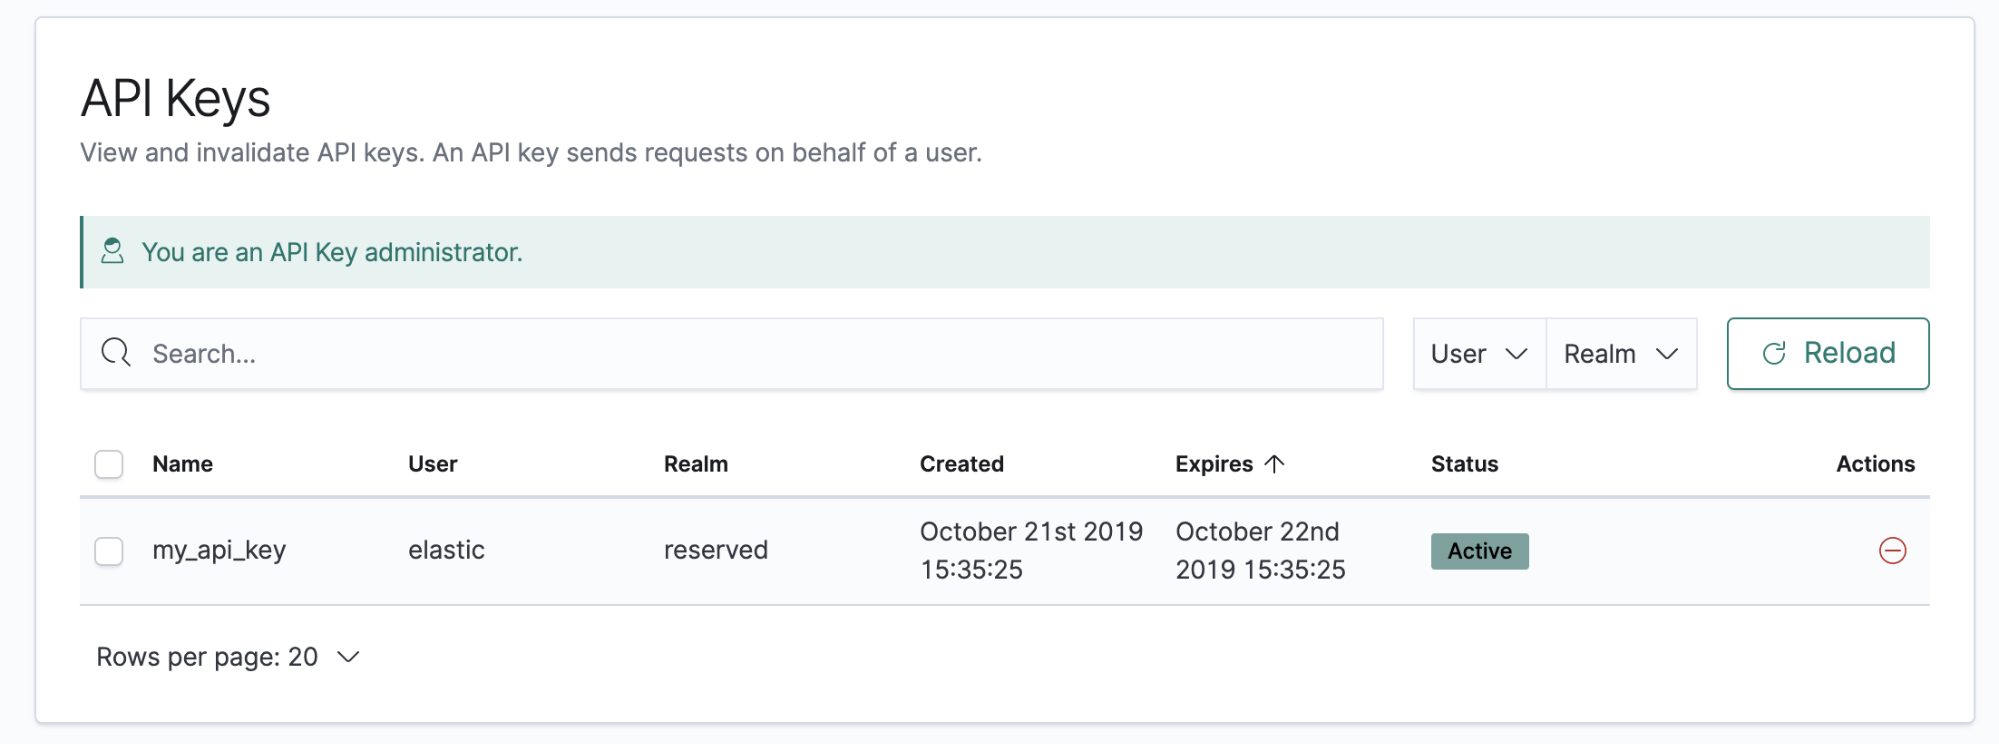 API Keys
View and invalidate API keys. An API key sends requests on behalf of a user.
You are an API Key administrator.
Search... User Realm Reload
Name User Realm Created Expires Status Actions
my_api_key elastic reserved October 21st 2019 October 22nd Active
15:35:25 2019 15:35:25
Rows per page: 20